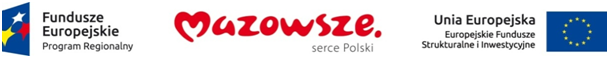 Fundusze
Europejskie
Program Regionalny
mazowsze.
serce Polski
Unia Europejska
Europejskie Fundusze
Strukturalne i Inwestycyjne